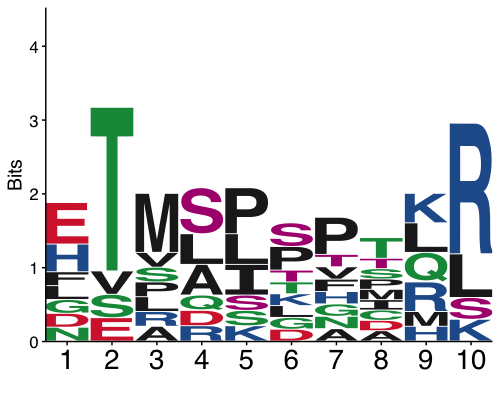 Bits
4
3
2
1
0
E H F G D N
T V S E
M V S P L R A
S L A Q D R
P L I S S K
S P T T K L G D
P T V F H G N A
T T S P M G D A
K L Q R M H
R L S K
1 2 3 4 5 6 7 8 9 10